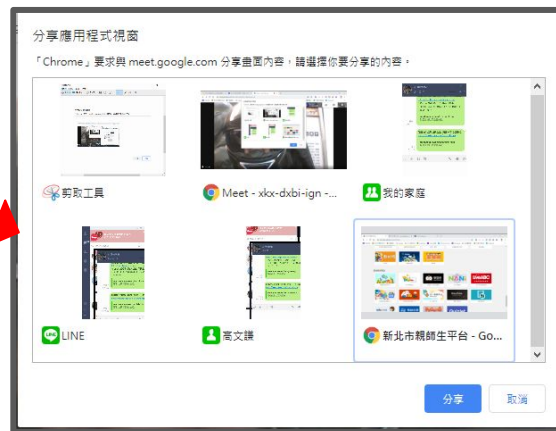 分享應用程式視窗
「Chrome」要求與 meet.google.com 分享畫面內容，請選擇你要分享的內容。
剪取工具
Meet - xkx-dxbi-ign -...
我的家庭
LINE
高文謙
新北市親師生平台 - Go...
分享
取消